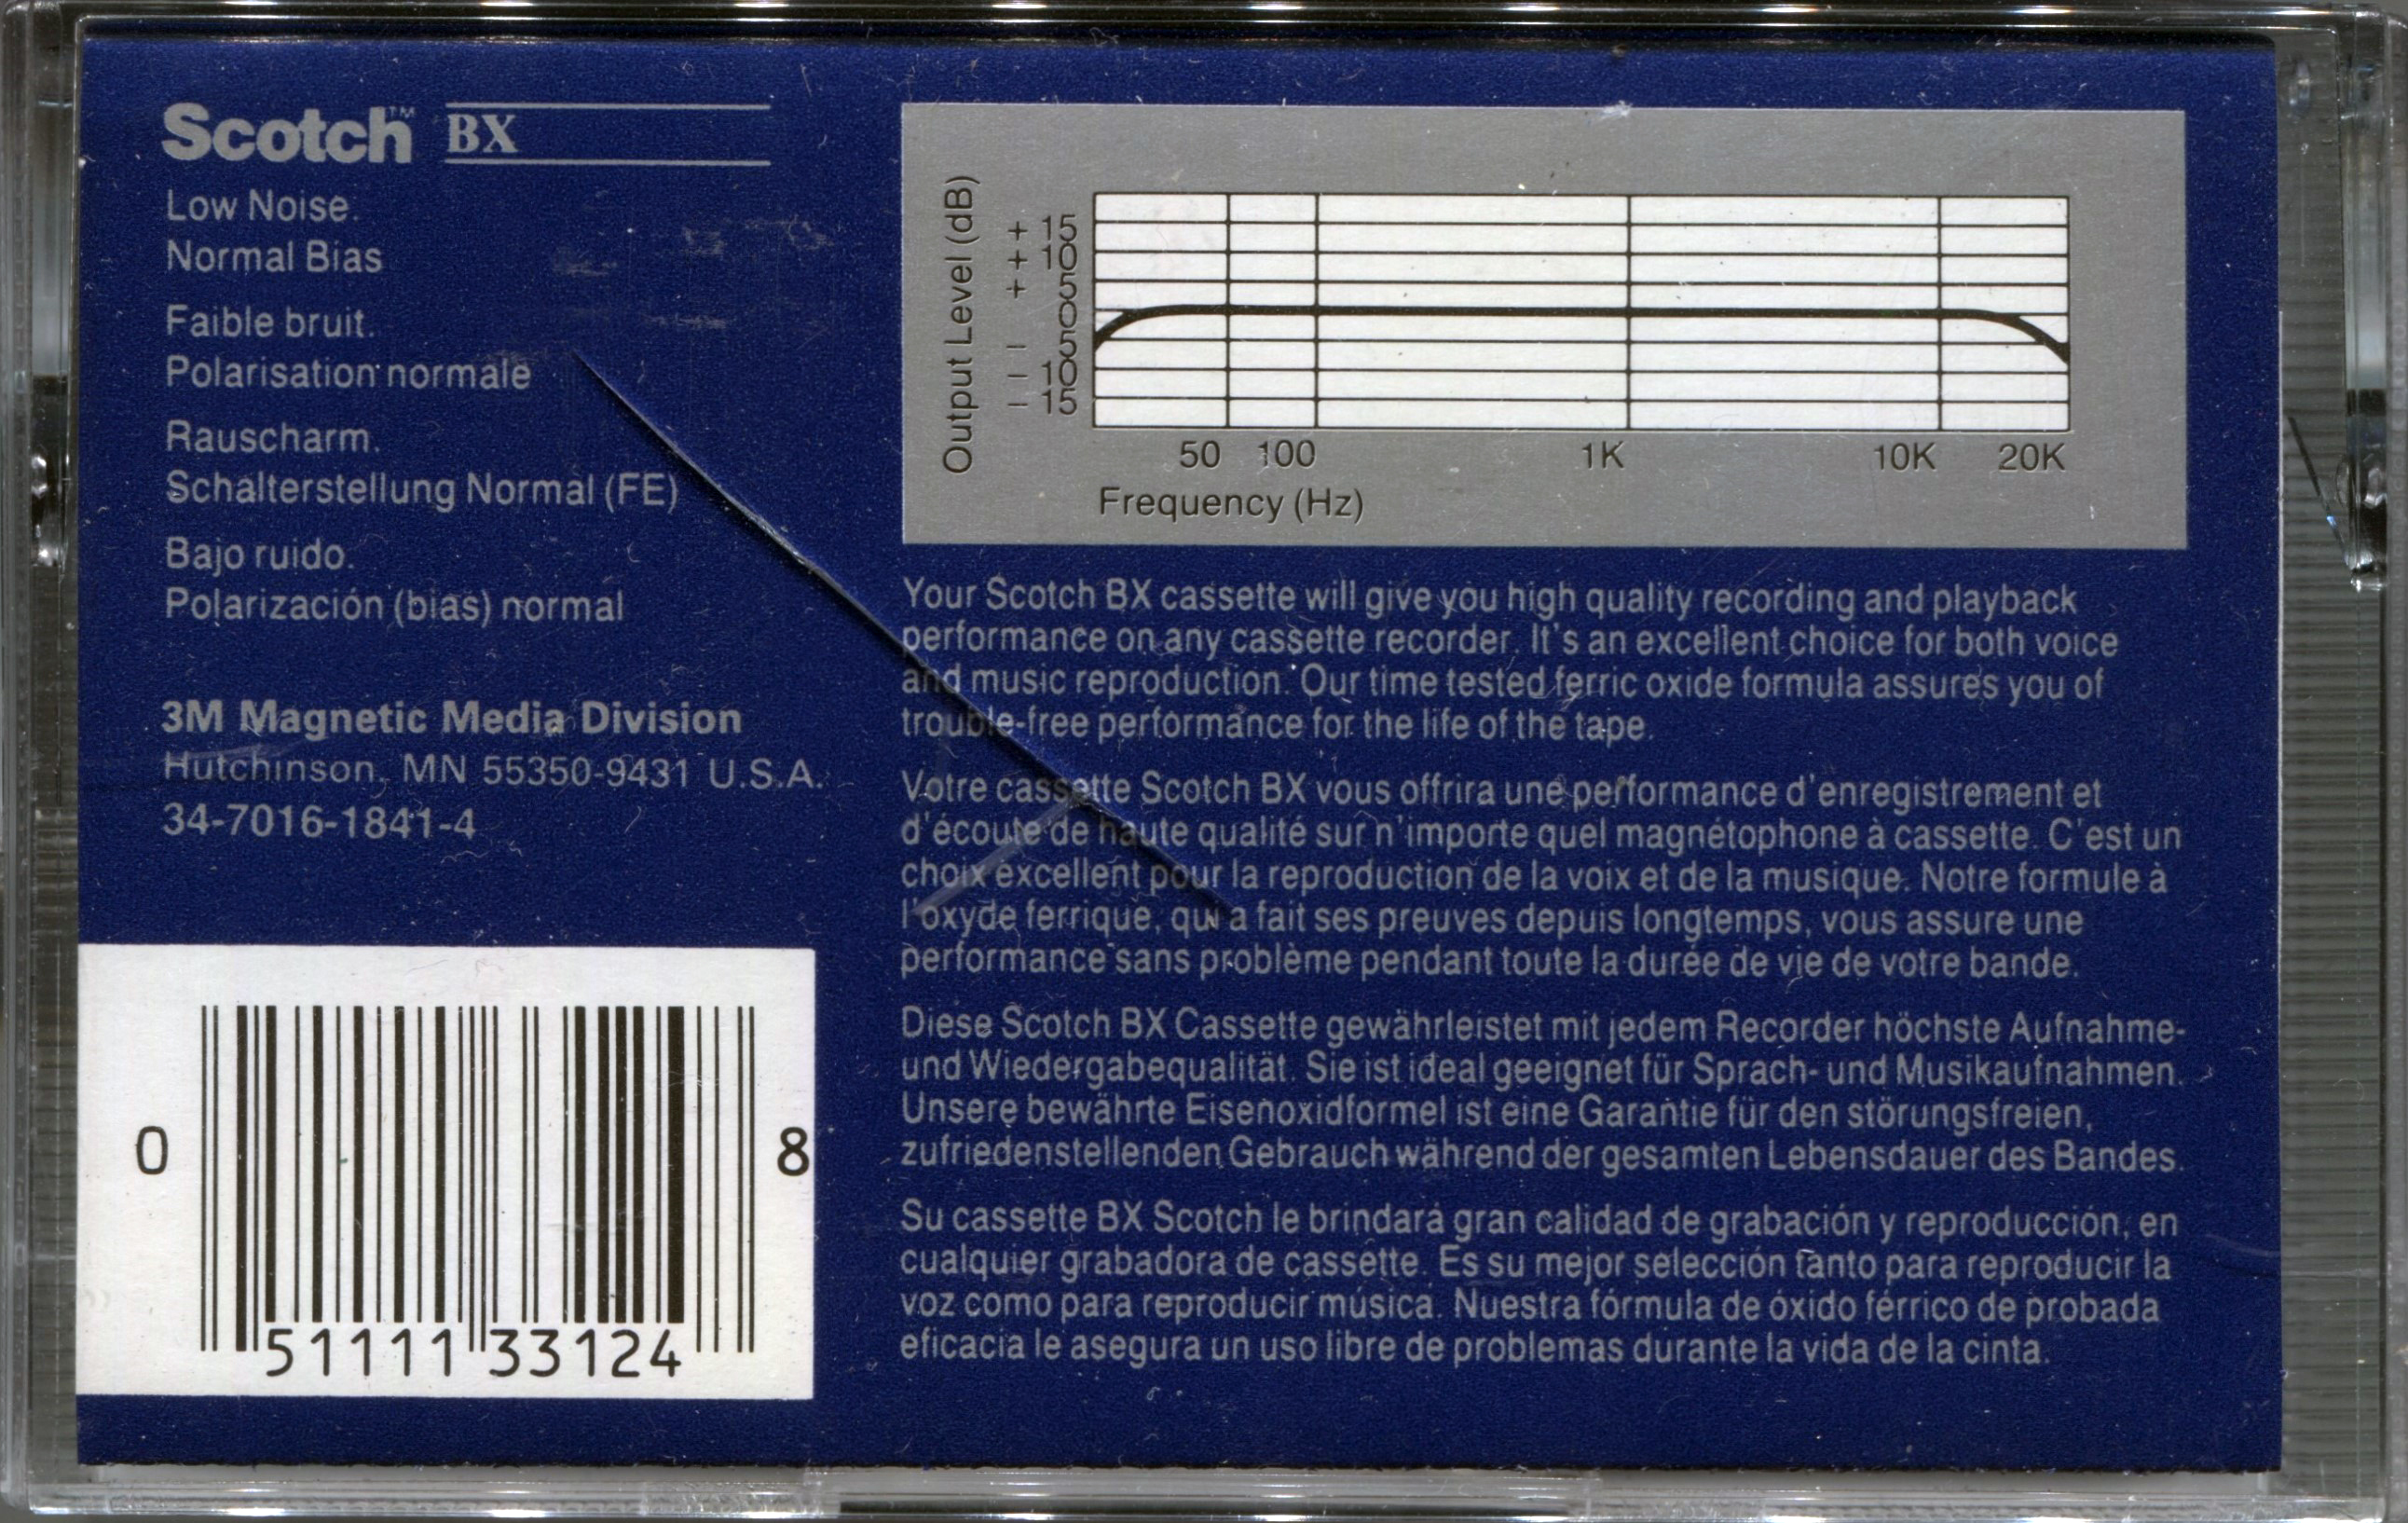 Scotch™ BX
Low Noise.
Normal Bias
Faible bruit.
Polarisation normale
Rauscharm.
Schalterstellung Normal (FE)
Bajo ruido.
Polarización (bias) normal
3M Magnetic Media Division
Hutchinson, MN 55350-9431 U.S.A.
34-7016-1841-4
0 51111 33124 8
Output Level (dB)
+ 15
+ 10
+ 5
0
- 5
- 10
- 15
50 100 1K 10K 20K
Frequency (Hz)
Your Scotch BX cassette will give you high quality recording and playback
performance on any cassette recorder. It's an excellent choice for both voice
and music reproduction. Our time tested ferric oxide formula assures you of
trouble-free performance for the life of the tape.
Votre cassette Scotch BX vous offrira une performance d'enregistrement et
d'écoute de haute qualité sur n'importe quel magnétophone à cassette. C'est un
choix excellent pour la reproduction de la voix et de la musique. Notre formule à
l'oxyde ferrique, qui a fait ses preuves depuis longtemps, vous assure une
performance sans problème pendant toute la durée de vie de votre bande.
Diese Scotch BX Cassette gewährleistet mit jedem Recorder höchste Aufnahme-
und Wiedergabequalität. Sie ist ideal geeignet für Sprach- und Musikaufnahmen.
Unsere bewährte Eisenoxidformel ist eine Garantie für den störungsfreien,
zufriedenstellenden Gebrauch während der gesamten Lebensdauer des Bandes.
Su cassette BX Scotch le brindará gran calidad de grabación y reproducción, en
cualquier grabadora de cassette. Es su mejor selección tanto para reproducir la
voz como para reproducir música. Nuestra fórmula de óxido férrico de probada
eficacia le asegura un uso libre de problemas durante la vida de la cinta.